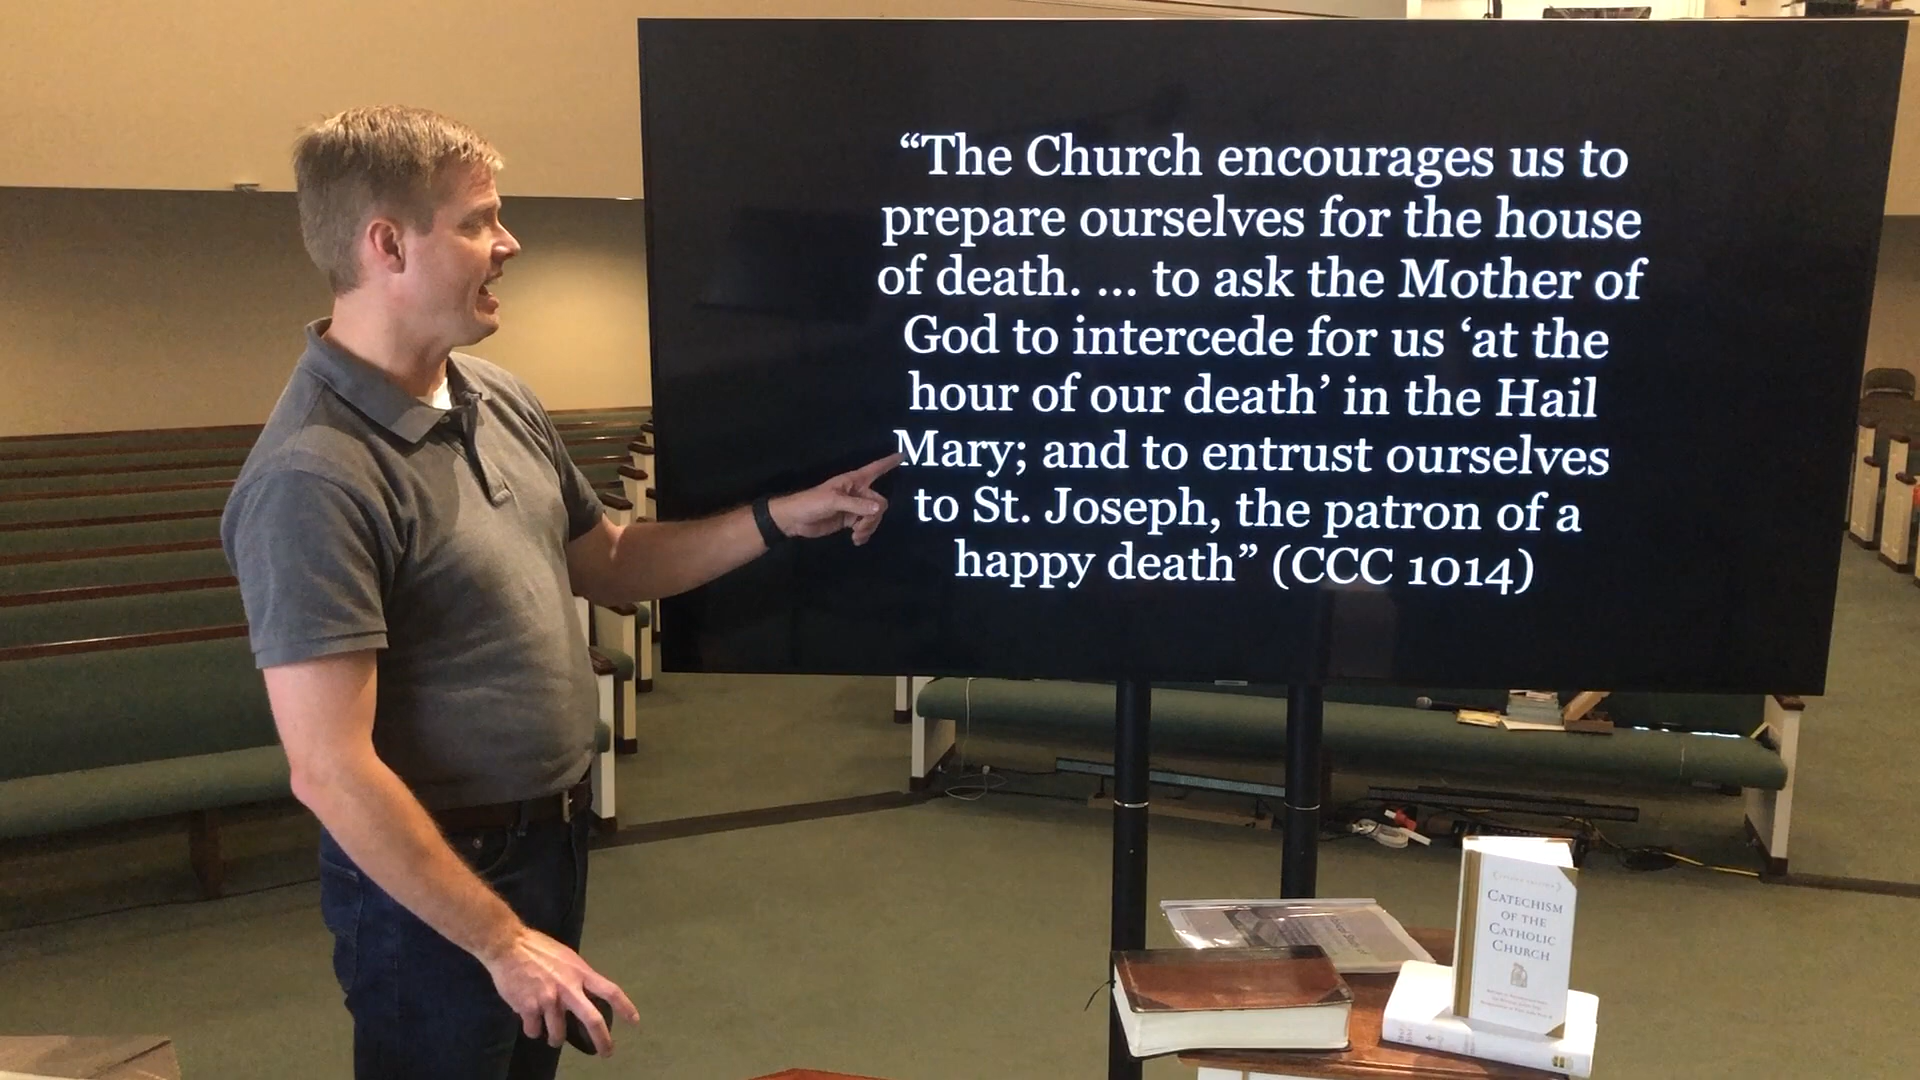 “The Church encourages us to
prepare ourselves for the house
of death. ... to ask the Mother of
God to intercede for us ‘at the
hour of our death’ in the Hail
Mary; and to entrust ourselves
to St. Joseph, the patron of a
happy death” (CCC 1014)
CATECHISM
OF THE
CATHOLIC
CHURCH